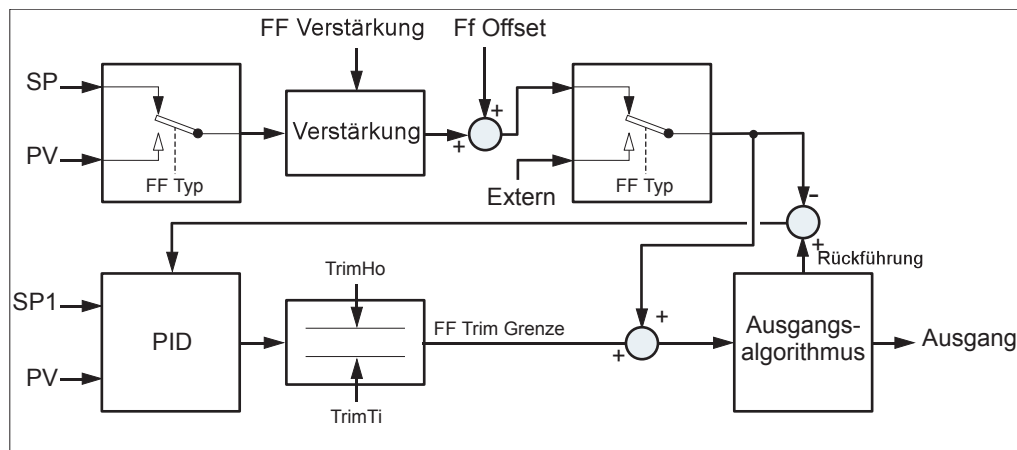 FF Verstärkung
Ff Offset
SP
PV
FF Typ
Verstärkung
+
+
Extern
FF Typ
-
+
Rückführung
SP1
PV
PID
TrimHo
TrimTi
FF Trim Grenze
+
+
Ausgangs-
algorithmus
Ausgang